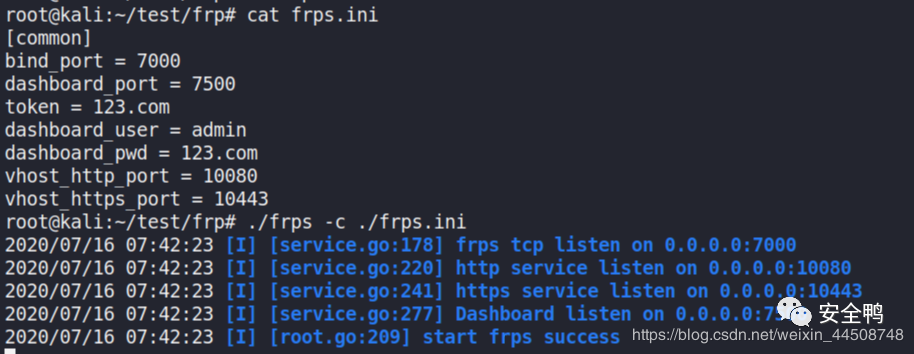 root@kali:~/test/frp# cat frps.ini
[common]
bind_port = 7000
dashboard_port = 7500
token = 123.com
dashboard_user = admin
dashboard_pwd = 123.com
vhost_http_port = 10080
vhost_https_port = 10443
root@kali:~/test/frp# ./frps -c ./frps.ini
2020/07/16 07:42:23 [I] [service.go:178] frps tcp listen on 0.0.0.0:7000
2020/07/16 07:42:23 [I] [service.go:220] http service listen on 0.0.0.0:10080
2020/07/16 07:42:23 [I] [service.go:241] https service listen on 0.0.0.0:10443
2020/07/16 07:42:23 [I] [service.go:277] Dashboard listen on
安全鸭
2020/07/16 07:42:23 [I] [root.go:209] start frps success
https://blog.csdn.net/weixin_44508748